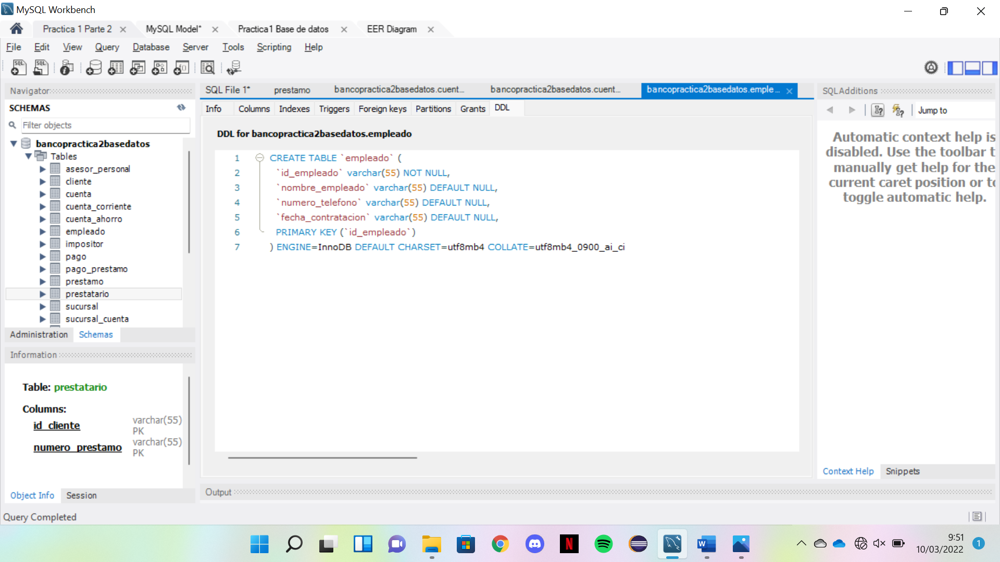 MySQL Workbench
Practica 1 Parte 2
MySQL Model*
Practica1 Base de datos
EER Diagram
File Edit View Query Database Server Tools Scripting Help
Navigator
SCHEMAS
Filter objects
bancopractica2basedatos
Tables
asesor_personal
cliente
cuenta
cuenta_corriente
cuenta_ahorro
empleado
impositor
pago
pago_prestamo
prestamo
prestatario
sucursal
sucursal_cuenta
Administration Schemas
Information
Table: prestatario
Columns:
id_cliente varchar(55) PK
numero_prestamo varchar(55) PK
Object Info Session
Query Completed
SQL File 1* prestamo bancopractica2basedatos.cuent... bancopractica2basedatos.cuent... bancopractica2basedatos.emple...
Info Columns Indexes Triggers Foreign keys Partitions Grants DDL
DDL for bancopractica2basedatos.empleado
1 CREATE TABLE `empleado` (
2 `id_empleado` varchar(55) NOT NULL,
3 `nombre_empleado` varchar(55) DEFAULT NULL,
4 `numero_telefono` varchar(55) DEFAULT NULL,
5 `fecha_contratacion` varchar(55) DEFAULT NULL,
6 PRIMARY KEY (`id_empleado`)
7 ) ENGINE=InnoDB DEFAULT CHARSET=utf8mb4 COLLATE=utf8mb4_0900_ai_ci
Output
SQLAdditions
Jump to
Automatic context help is
disabled. Use the toolbar t
manually get help for the
current caret position or to
toggle automatic help.
Context Help Snippets
9:51
10/03/2022
1